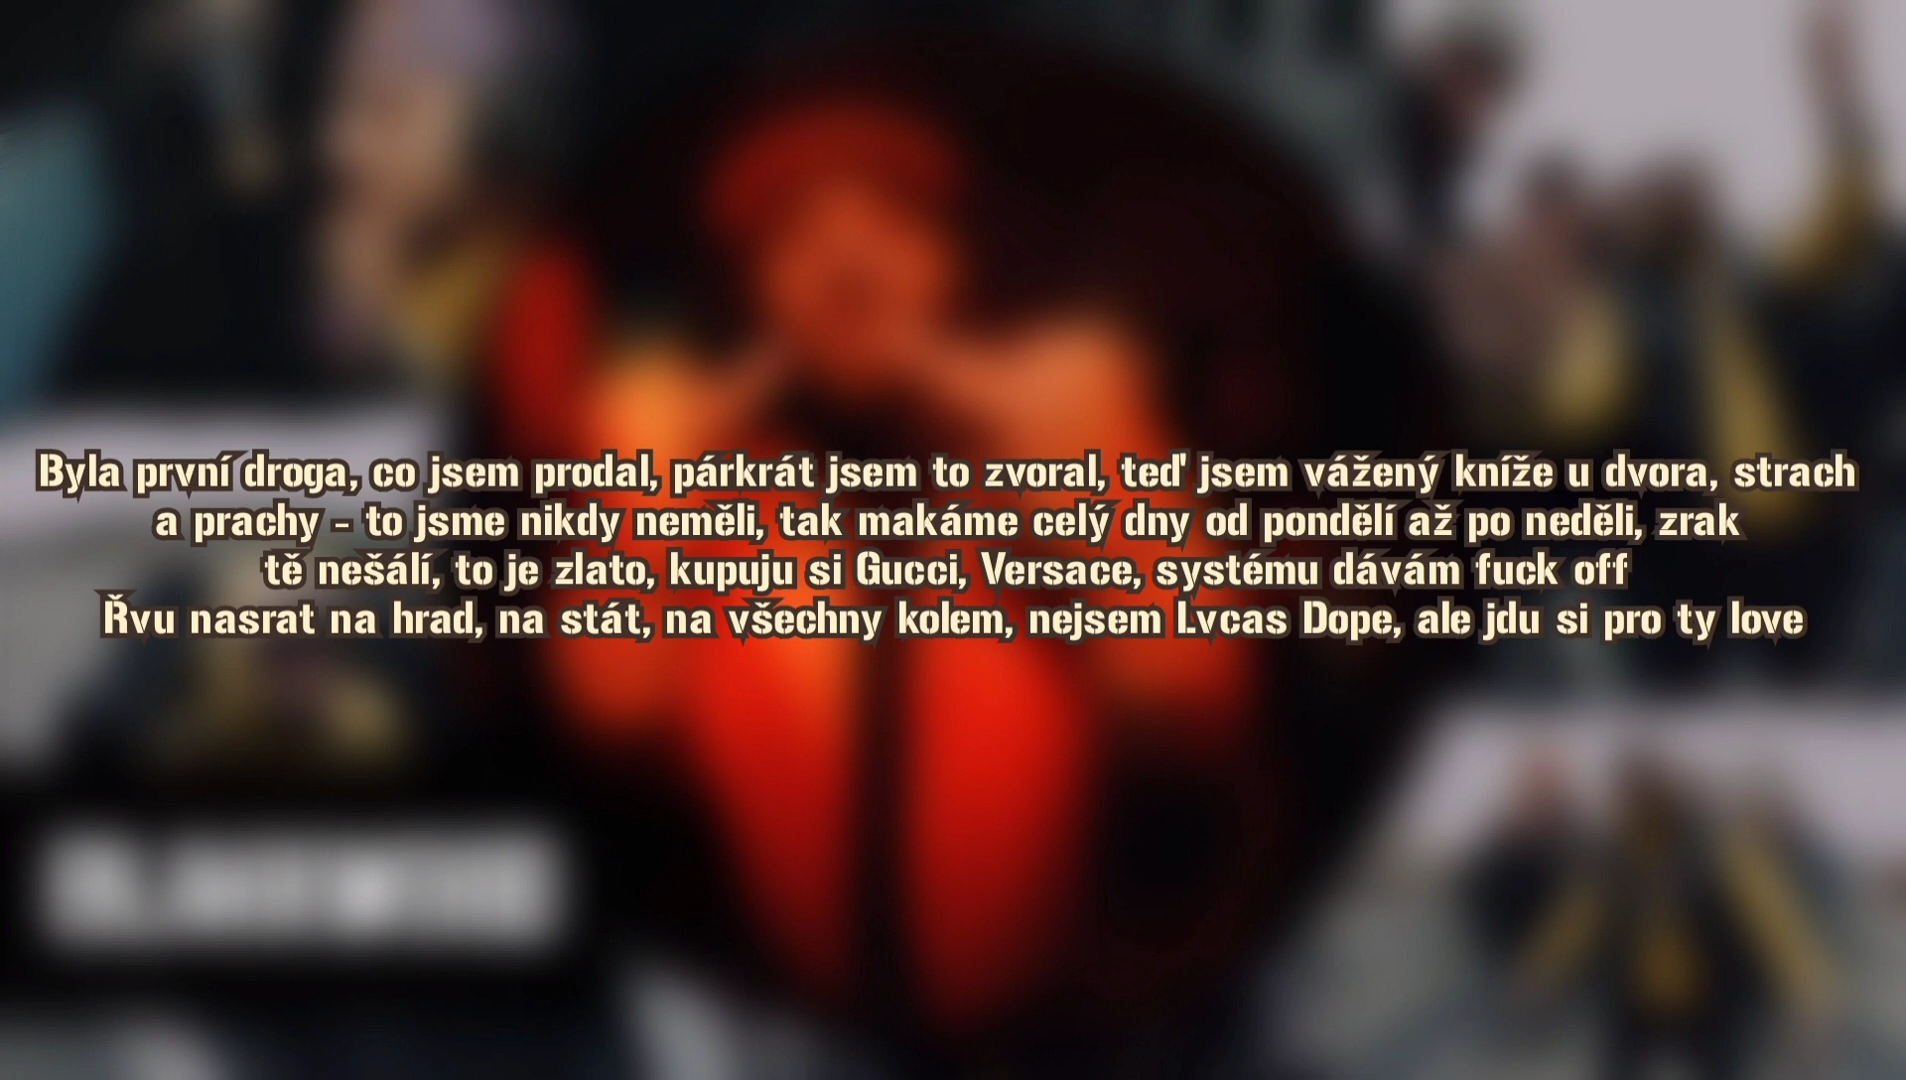 Byla první droga, co jsem prodal, párkrát jsem to zvoral, teď jsem vážený kníže u dvora, strach
a prachy - to jsme nikdy neměli, tak makáme celý dny od pondělí až po neděli, zrak
tě nešálí, to je zlato, kupuju si Gucci, Versace, systému dávám fuck off
Řvu nasrat na hrad, na stát, na všechny kolem, nejsem Lvcas Dope, ale jdu si pro ty love